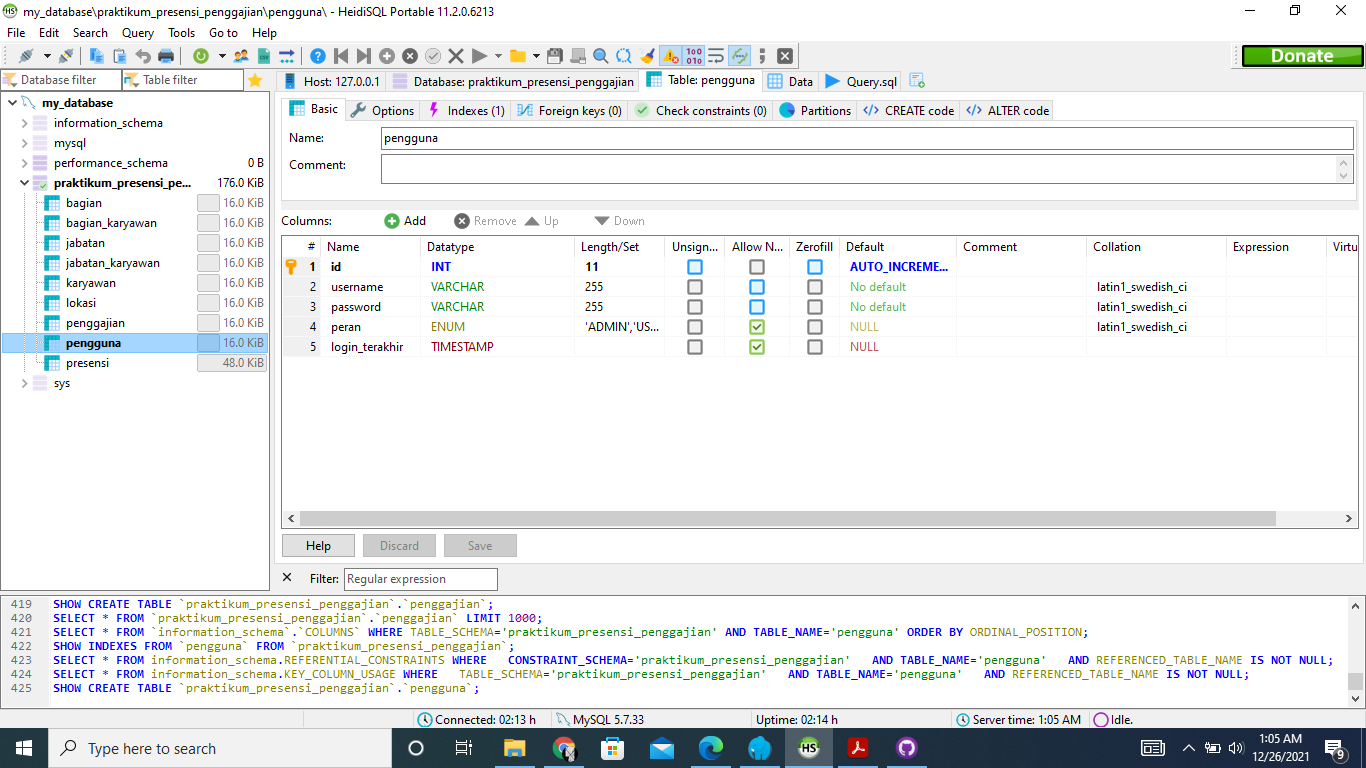 my_database\praktikum_presensi_penggajian\pengguna\ - HeidiSQL Portable 11.2.0.6213
File Edit Search Query Tools Go to Help
Donate
Database filter Table filter
Host: 127.0.0.1 Database: praktikum_presensi_penggajian Table: pengguna Data Query.sql
my_database
information_schema
mysql
performance_schema 0 B
praktikum_presensi_pe... 176.0 KiB
bagian 16.0 KiB
bagian_karyawan 16.0 KiB
jabatan 16.0 KiB
jabatan_karyawan 16.0 KiB
karyawan 16.0 KiB
lokasi 16.0 KiB
penggajian 16.0 KiB
pengguna 16.0 KiB
presensi 48.0 KiB
sys
Basic Options Indexes (1) Foreign keys (0) Check constraints (0) Partitions CREATE code ALTER code
Name: pengguna
Comment:
Columns: Add Remove Up Down
# Name Datatype Length/Set Unsign... Allow N... Zerofill Default Comment Collation Expression Virtu
1 id INT 11 AUTO_INCREME...
2 username VARCHAR 255 No default latin1_swedish_ci
3 password VARCHAR 255 No default latin1_swedish_ci
4 peran ENUM 'ADMIN','US... NULL latin1_swedish_ci
5 login_terakhir TIMESTAMP NULL
Help Discard Save
Filter: Regular expression
419 SHOW CREATE TABLE `praktikum_presensi_penggajian`.`penggajian`;
420 SELECT * FROM `praktikum_presensi_penggajian`.`penggajian` LIMIT 1000;
421 SELECT * FROM `information_schema`.`COLUMNS` WHERE TABLE_SCHEMA='praktikum_presensi_penggajian' AND TABLE_NAME='pengguna' ORDER BY ORDINAL_POSITION;
422 SHOW INDEXES FROM `pengguna` FROM `praktikum_presensi_penggajian`;
423 SELECT * FROM information_schema.REFERENTIAL_CONSTRAINTS WHERE   CONSTRAINT_SCHEMA='praktikum_presensi_penggajian'   AND TABLE_NAME='pengguna'   AND REFERENCED_TABLE_NAME IS NOT NULL;
424 SELECT * FROM information_schema.KEY_COLUMN_USAGE WHERE   TABLE_SCHEMA='praktikum_presensi_penggajian'   AND TABLE_NAME='pengguna'   AND REFERENCED_TABLE_NAME IS NOT NULL;
425 SHOW CREATE TABLE `praktikum_presensi_penggajian`.`pengguna`;
Connected: 02:13 h MySQL 5.7.33 Uptime: 02:14 h Server time: 1:05 AM Idle.
Type here to search
HS
1:05 AM
12/26/2021
9